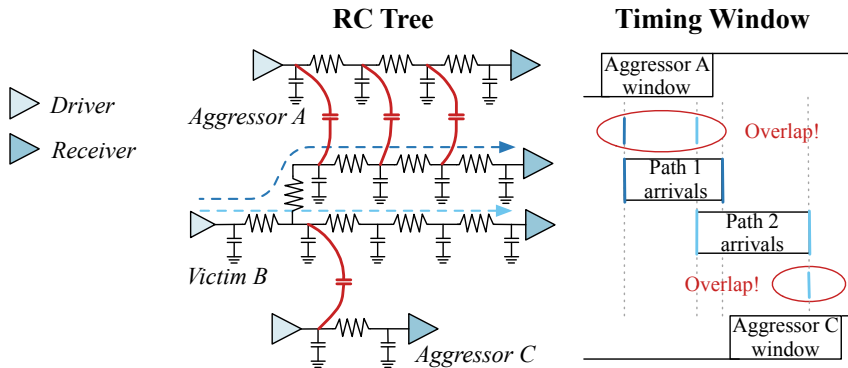 RC Tree
Timing Window
Driver
Receiver
Aggressor A
Victim B
Aggressor C
Aggressor A
window
Overlap!
Path 1
arrivals
Path 2
arrivals
Overlap!
Aggressor C
window